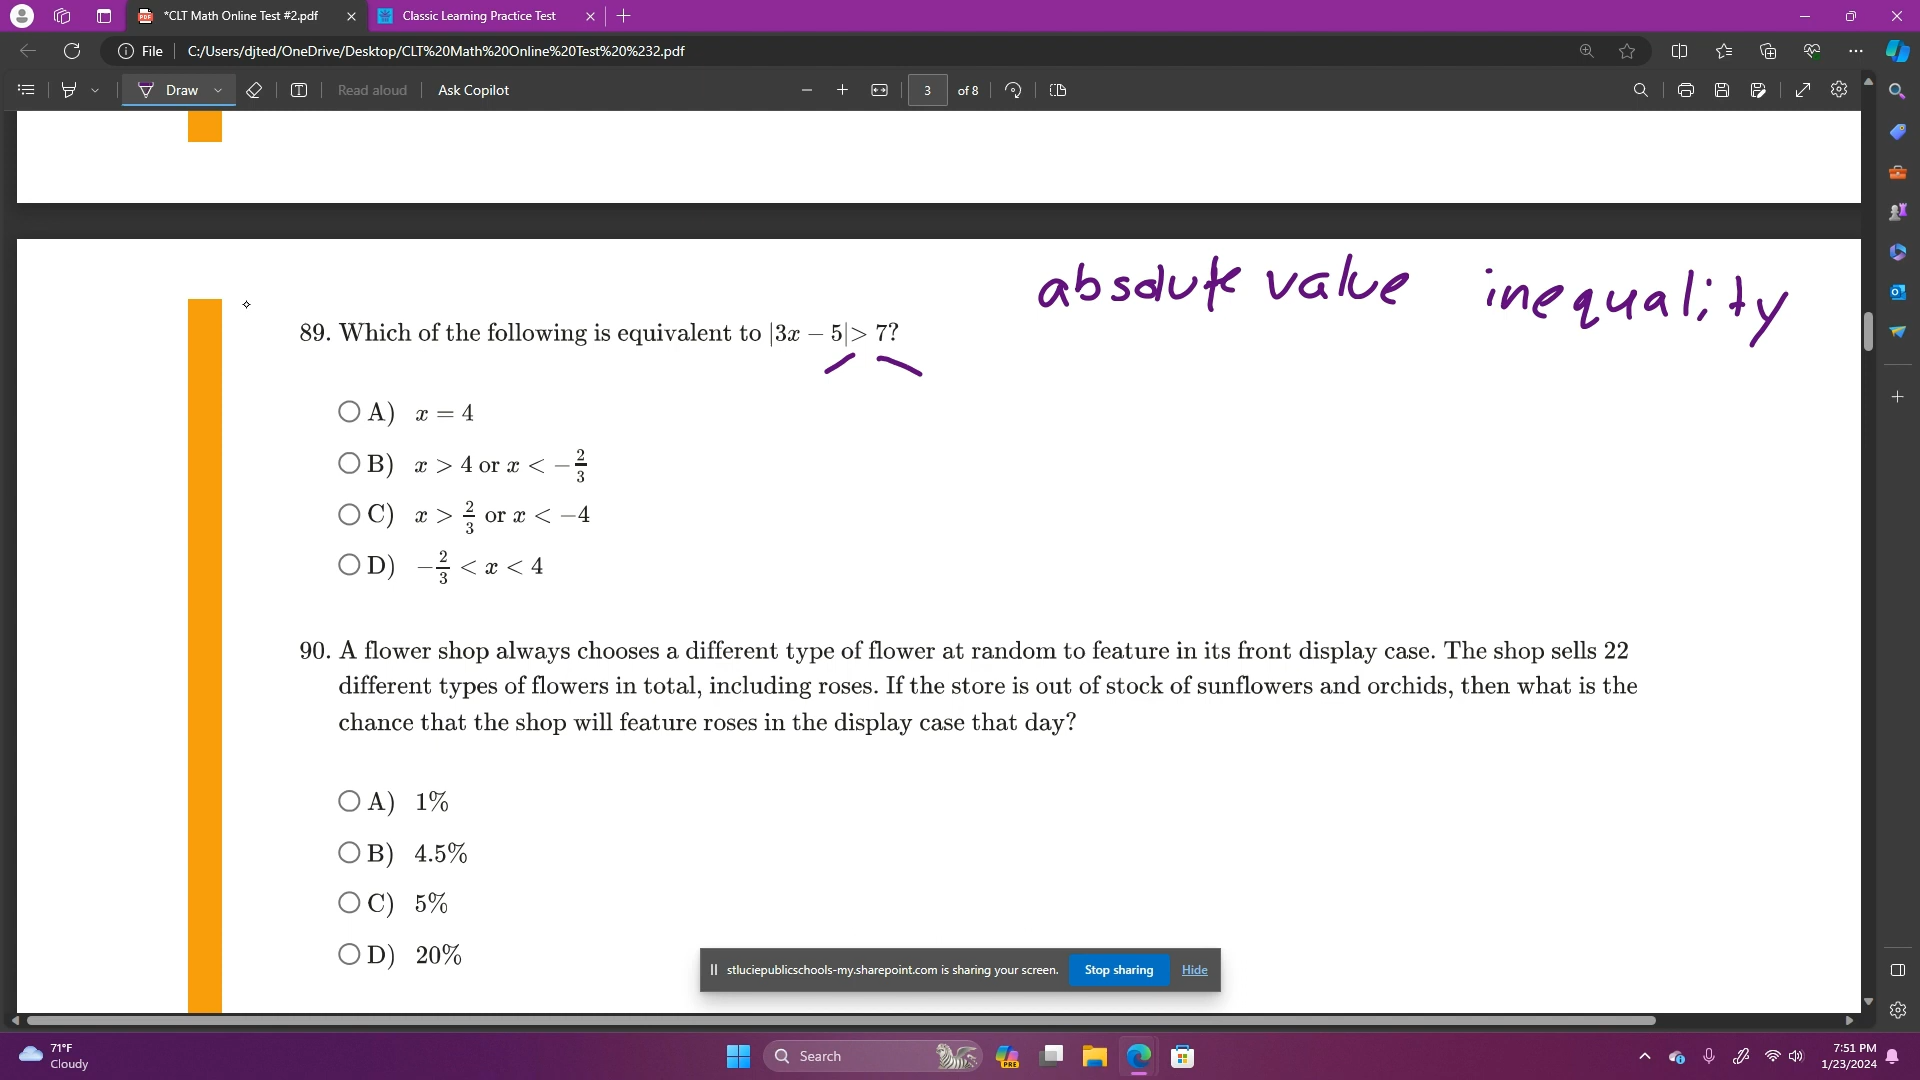 *CLT Math Online Test #2.pdf
Classic Learning Practice Test
File
C:/Users/djted/OneDrive/Desktop/CLT%20Math%20Online%20Test%20%232.pdf
Draw
Read aloud
Ask Copilot
3 of 8
absolute value inequality
89. Which of the following is equivalent to |3x − 5|> 7?
A) x = 4
B) x > 4 or x < −2/3
C) x > 2/3 or x < −4
D) −2/3 < x < 4
90. A flower shop always chooses a different type of flower at random to feature in its front display case. The shop sells 22
different types of flowers in total, including roses. If the store is out of stock of sunflowers and orchids, then what is the
chance that the shop will feature roses in the display case that day?
A) 1%
B) 4.5%
C) 5%
D) 20%
stluciepublicschools-my.sharepoint.com is sharing your screen.
Stop sharing
Hide
71°F
Cloudy
Search
PRE
7:51 PM
1/23/2024